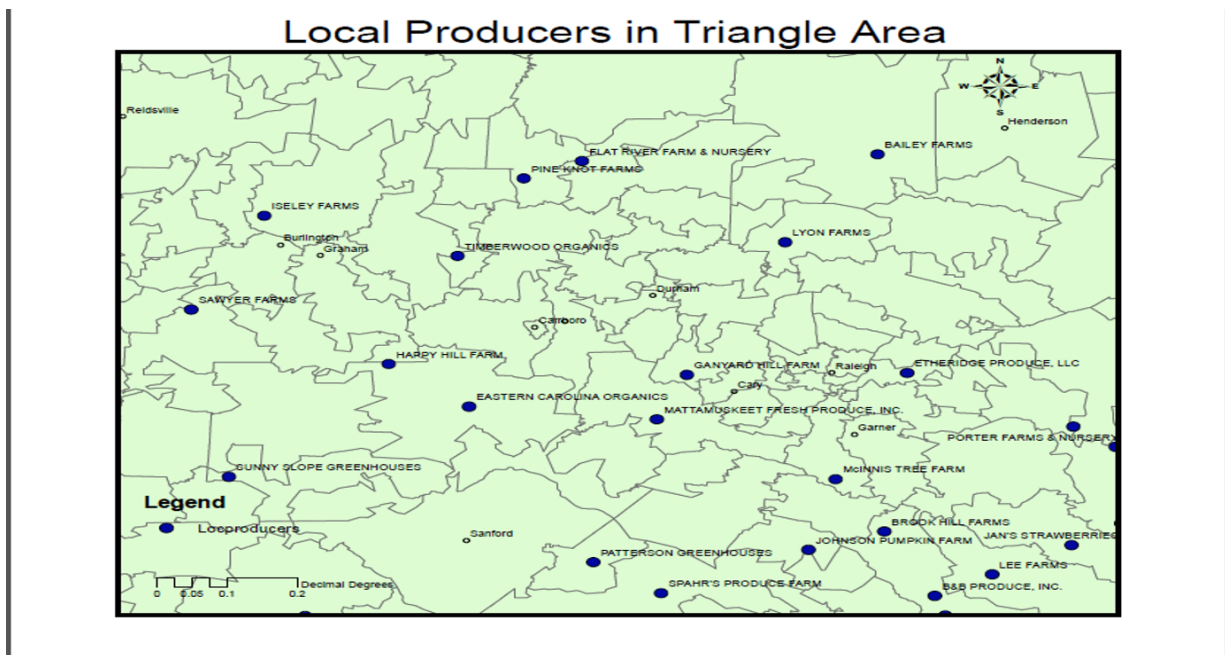 Local Producers in Triangle Area
N
W E
S
Reidsville
Henderson
BAILEY FARMS
FLAT RIVER FARM & NURSERY
PINE KNOT FARMS
ISELEY FARMS
LYON FARMS
Burlington
Graham
TIMBERWOOD ORGANICS
Durham
SAWYER FARMS
Carrboro
HAPPY HILL FARM
GANYARD HILL FARM
Raleigh
ETHERIDGE PRODUCE, LLC
Cary
EASTERN CAROLINA ORGANICS
MATTAMUSKEET FRESH PRODUCE, INC.
Garner
PORTER FARMS & NURSERY
SUNNY SLOPE GREENHOUSES
McINNIS TREE FARM
Legend
Locproducers
BROOK HILL FARMS
Sanford
JOHNSON PUMPKIN FARM
JAN'S STRAWBERRIES
PATTERSON GREENHOUSES
LEE FARMS
SPAHR'S PRODUCE FARM
B&B PRODUCE, INC.
Decimal Degrees
0 0.05 0.1 0.2